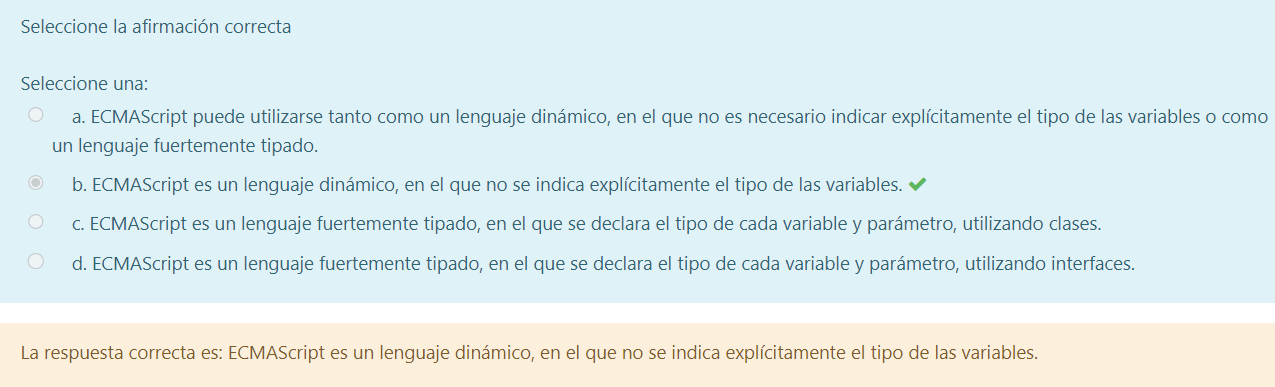 Seleccione la afirmación correcta
Seleccione una:
a. ECMAScript puede utilizarse tanto como un lenguaje dinámico, en el que no es necesario indicar explícitamente el tipo de las variables o como
un lenguaje fuertemente tipado.
b. ECMAScript es un lenguaje dinámico, en el que no se indica explícitamente el tipo de las variables.
c. ECMAScript es un lenguaje fuertemente tipado, en el que se declara el tipo de cada variable y parámetro, utilizando clases.
d. ECMAScript es un lenguaje fuertemente tipado, en el que se declara el tipo de cada variable y parámetro, utilizando interfaces.
La respuesta correcta es: ECMAScript es un lenguaje dinámico, en el que no se indica explícitamente el tipo de las variables.